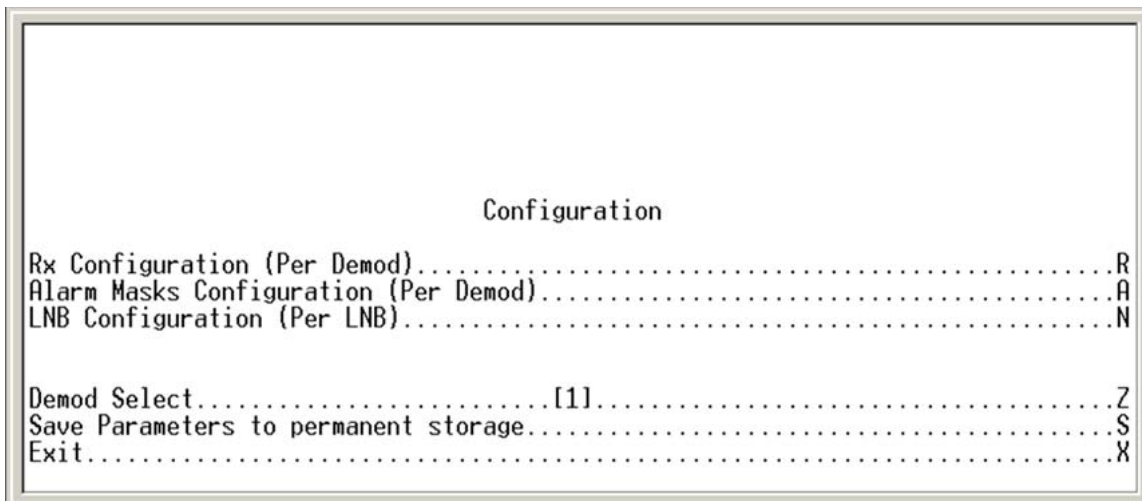 Configuration
Rx Configuration (Per Demod)...................................................R
Alarm Masks Configuration (Per Demod)..........................................A
LNB Configuration (Per LNB)....................................................N
Demod Select..........................[1]......................................Z
Save Parameters to permanent storage...........................................S
Exit...........................................................................X